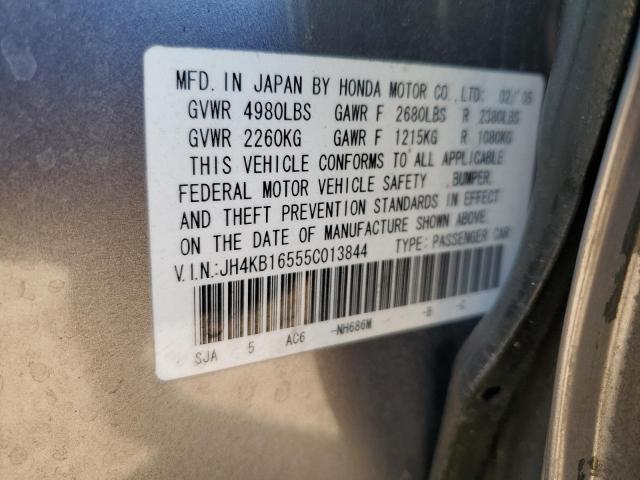 MFD. IN JAPAN BY HONDA MOTOR CO.,LTD: 02/'05
GVWR 4980LBS GAWR F 2680LBS R 2380LBS
GVWR 2260KG GAWR F 1215KG R 1080KG
THIS VEHICLE CONFORMS TO ALL APPLICABLE
FEDERAL MOTOR VEHICLE SAFETY ,BUMPER,
AND THEFT PREVENTION STANDARDS IN EFFECT
ON THE DATE OF MANUFACTURE SHOWN ABOVE.
V.I.N.:JH4KB16555C013844 TYPE: PASSENGER CAR
SJA 5 AC6 -NH686M -B -C